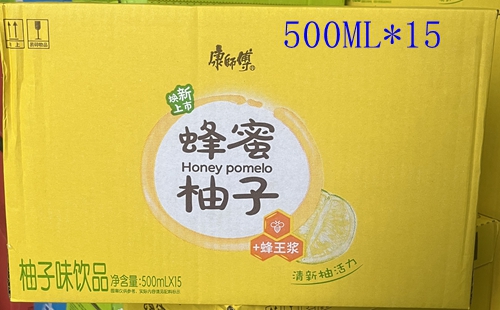 500ML*15
康師傅
焕新
上市
蜂蜜
Honey pomelo
柚子
+蜂王浆
清新柚活力
柚子味饮品
净含量:500mLX15